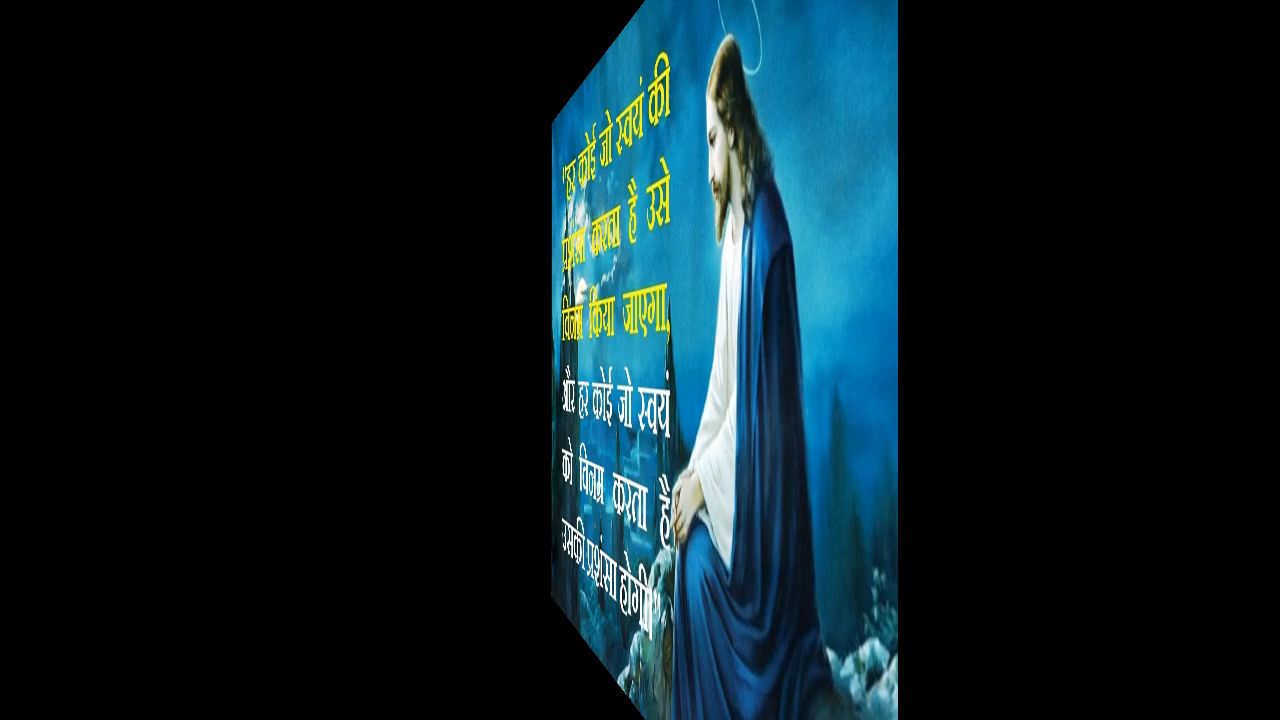 "हर कोई जो स्वयं की
प्रशंसा करता है उसे
विनम्र किया जाएगा,
और हर कोई जो स्वयं
को विनम्र करता है
उसकी प्रशंसा होगी।"